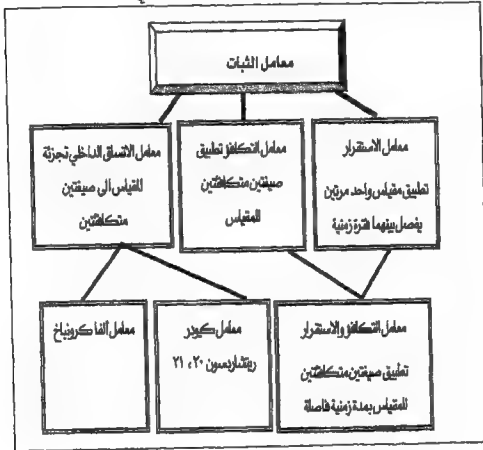 معامل الثبات
معامل الاستقرار
تطبيق مقياس واحد مرتين
يفصل بينهما فترة زمنية
معامل التكافؤ تطبيق
صيغتين متكافئتين
للمقياس
معامل الاتساق الداخلي تجزئة
المقياس الى صيغتين
متكافئتين
معامل التكافؤ والاستقرار
تطبيق صيغتين متكافئتين
للمقياس بمدة زمنية فاصلة
معامل كيودر
ريتشاردسون ٢٠، ٢١
معامل ألفا كرونباخ